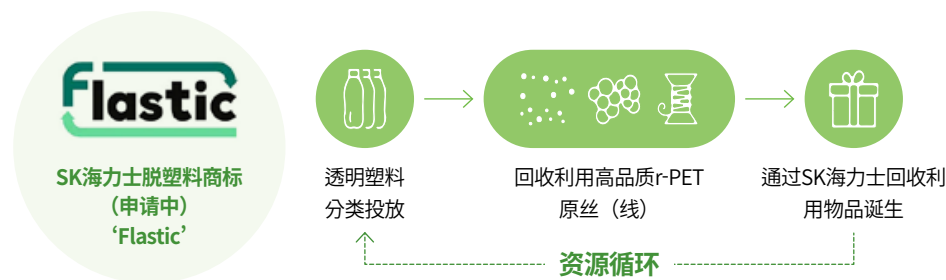 Flastic
SK海力士脱塑料商标
（申请中）
‘Flastic’
透明塑料
分类投放
回收利用高品质r-PET
原丝（线）
通过SK海力士回收利
用物品诞生
资源循环